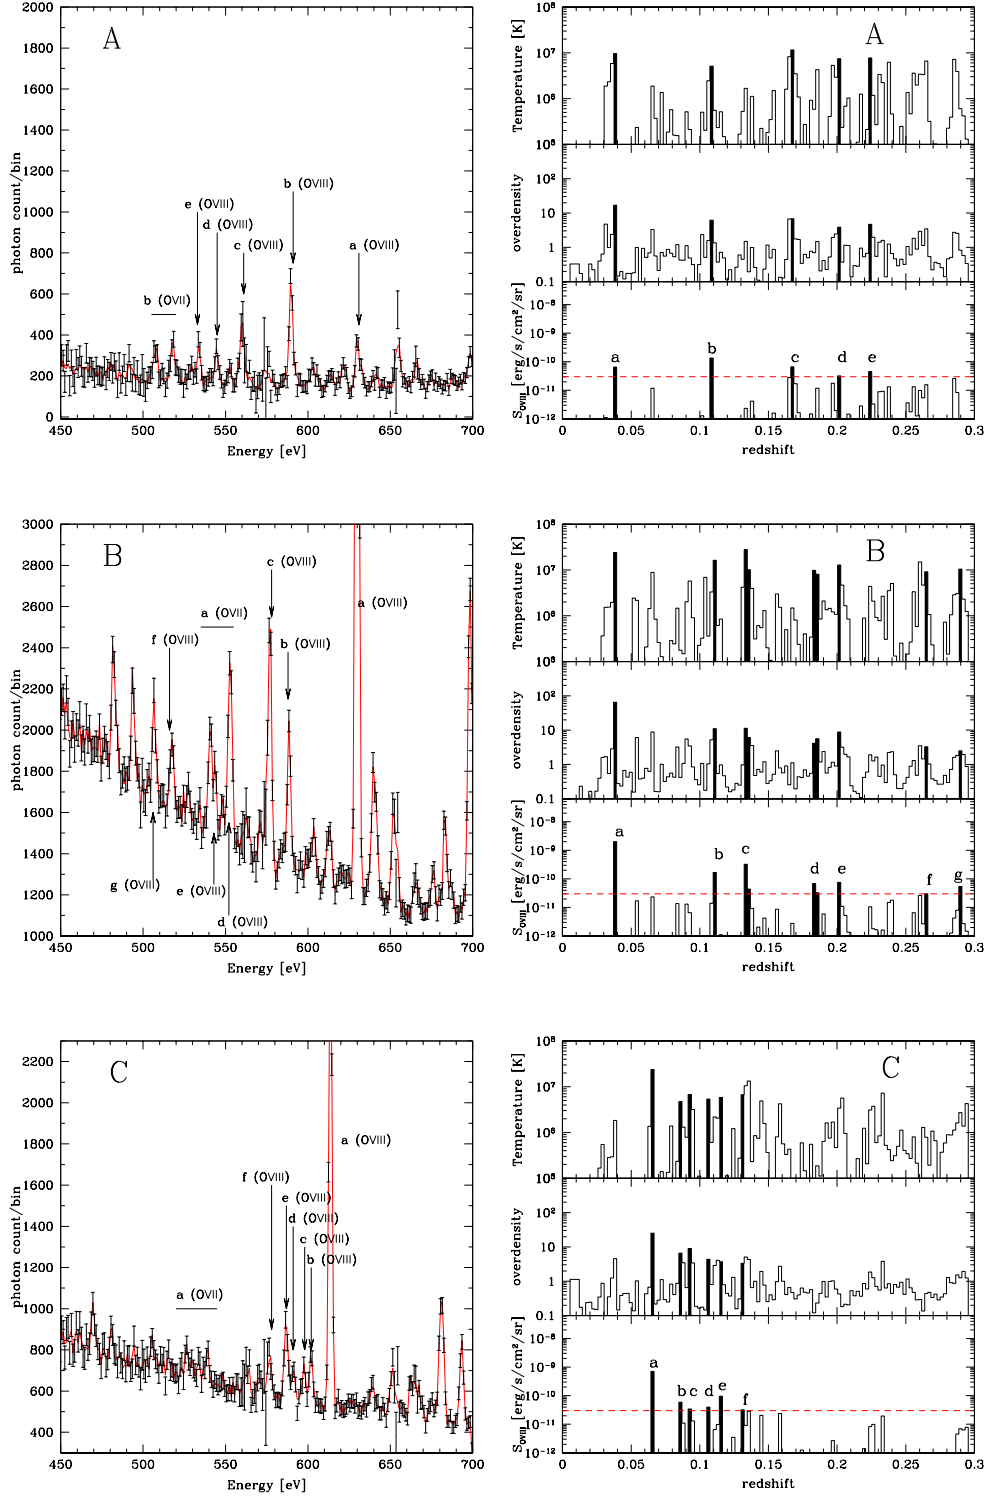 A
photon count/bin
2000
1800
1600
1400
1200
1000
800
600
400
200
0
b (OVIII)
e (OVIII)
d (OVIII)
c (OVIII) a (OVIII)
b (OVII)
450 500 550 600 650 700
Energy [eV]
A
Temperature [K]
10⁸
10⁷
10⁶
10⁵
overdensity
10²
10
1
0.1
S_OVIII [erg/s/cm²/sr]
10⁻⁸
10⁻⁹
10⁻¹⁰
10⁻¹¹
10⁻¹²
a b c d e
0 0.05 0.1 0.15 0.2 0.25 0.3
redshift
B
photon count/bin
3000
2800
2600
2400
2200
2000
1800
1600
1400
1200
1000
c (OVIII)
a (OVII) a (OVIII)
f (OVIII) b (OVIII)
g (OVIII) e (OVIII)
d (OVIII)
450 500 550 600 650 700
Energy [eV]
B
Temperature [K]
10⁸
10⁷
10⁶
10⁵
overdensity
10²
10
1
0.1
S_OVIII [erg/s/cm²/sr]
10⁻⁸
10⁻⁹
10⁻¹⁰
10⁻¹¹
10⁻¹²
a b c d e f g
0 0.05 0.1 0.15 0.2 0.25 0.3
redshift
C
photon count/bin
2200
2000
1800
1600
1400
1200
1000
800
600
400
a (OVIII)
f (OVIII)
e (OVIII)
d (OVIII)
c (OVIII)
b (OVIII)
a (OVII)
450 500 550 600 650 700
Energy [eV]
C
Temperature [K]
10⁸
10⁷
10⁶
10⁵
overdensity
10²
10
1
0.1
S_OVIII [erg/s/cm²/sr]
10⁻⁸
10⁻⁹
10⁻¹⁰
10⁻¹¹
10⁻¹²
a b c d e f
0 0.05 0.1 0.15 0.2 0.25 0.3
redshift